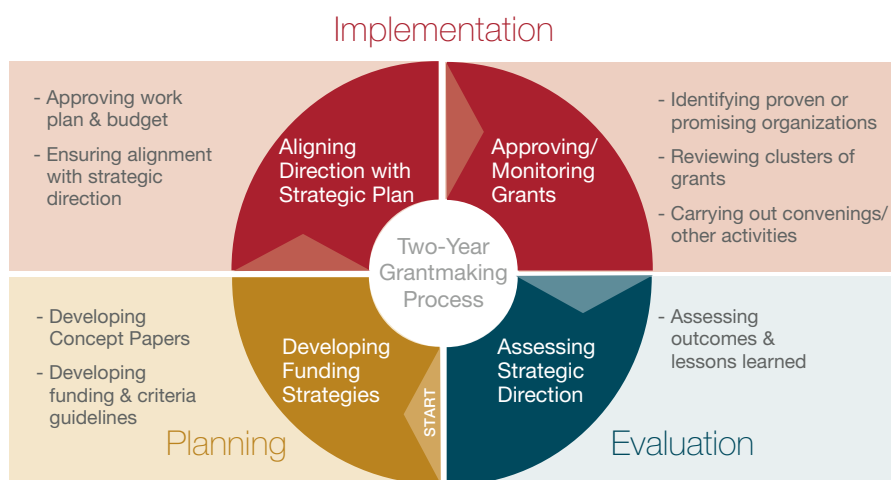 Implementation
- Approving work
plan & budget
- Ensuring alignment
with strategic
direction
Aligning
Direction with
Strategic Plan
Approving/
Monitoring
Grants
- Identifying proven or
promising organizations
- Reviewing clusters of
grants
- Carrying out convenings/
other activities
Two-Year
Grantmaking
Process
- Developing
Concept Papers
- Developing
funding & criteria
guidelines
Planning
Developing
Funding
Strategies
START
Assessing
Strategic
Direction
- Assessing
outcomes &
lessons learned
Evaluation